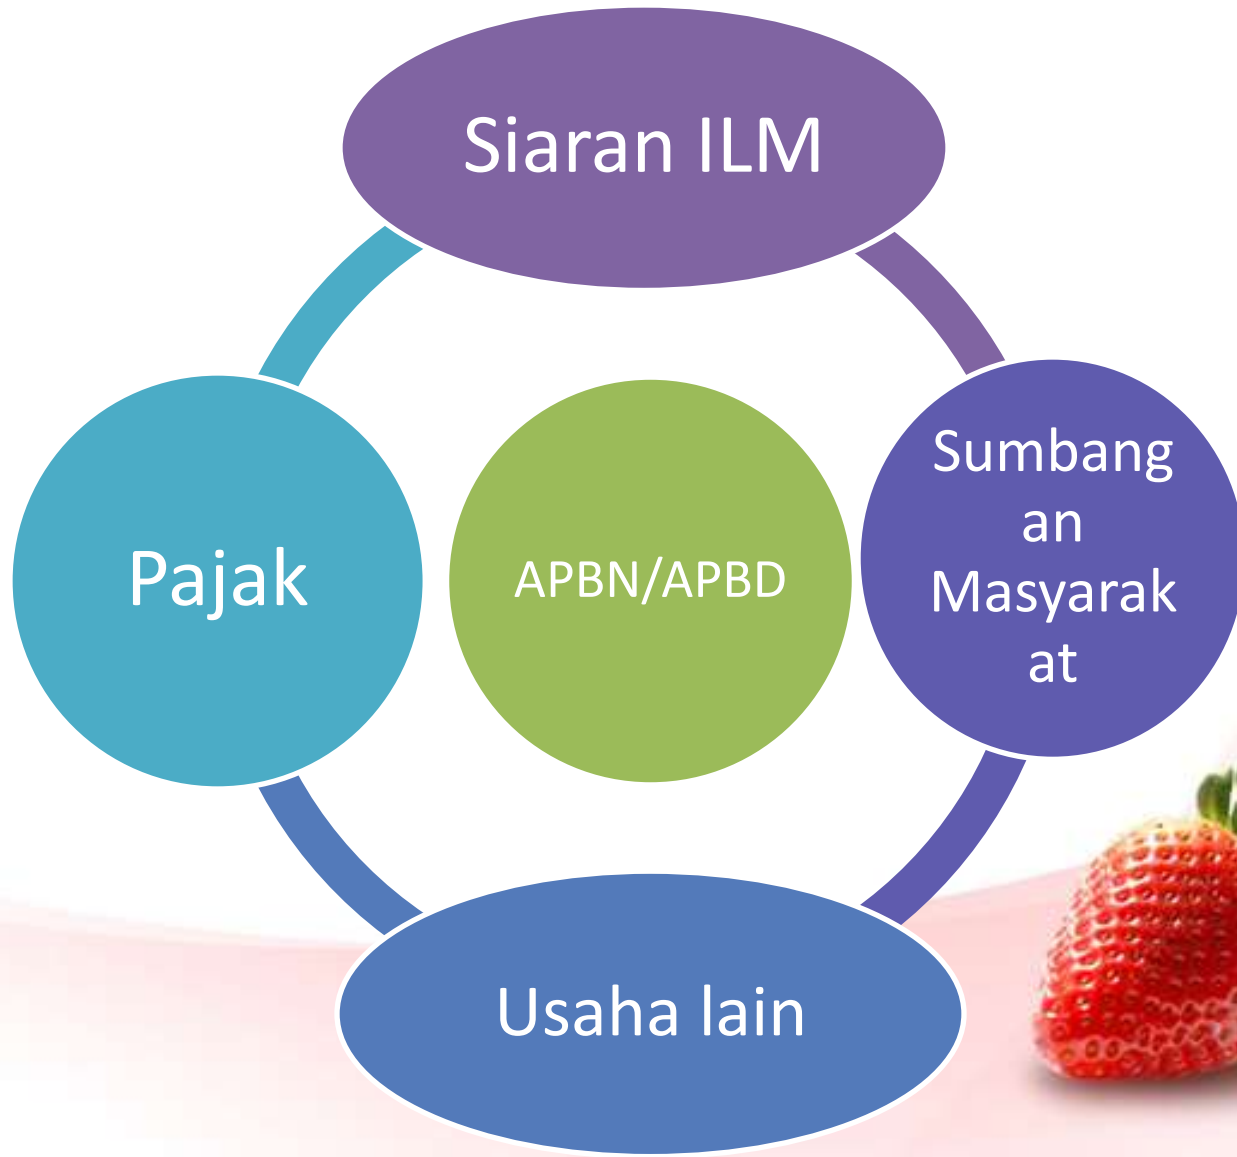 Siaran ILM
Pajak
APBN/APBD
Sumbang
an
Masyarak
at
Usaha lain